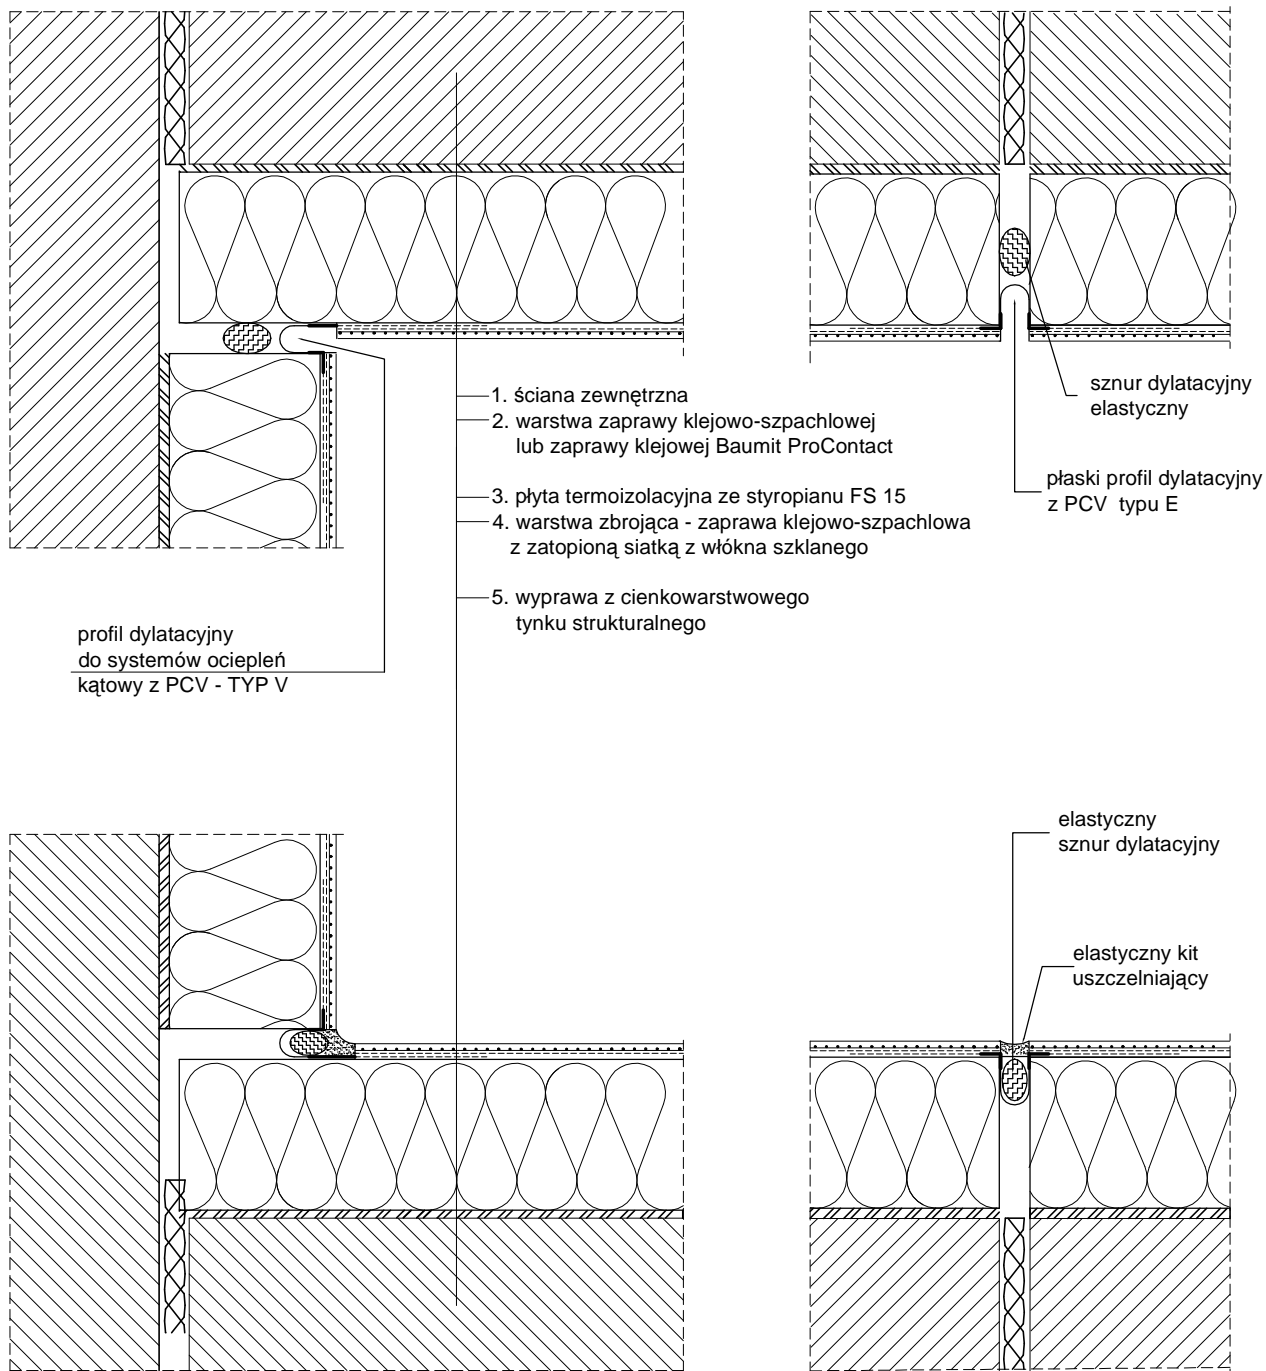 1. ściana zewnętrzna
2. warstwa zaprawy klejowo-szpachlowej
lub zaprawy klejowej Baumit ProContact
3. płyta termoizolacyjna ze styropianu FS 15
4. warstwa zbrojąca - zaprawa klejowo-szpachlowa
z zatopioną siatką z włókna szklanego
5. wyprawa z cienkowarstwowego
tynku strukturalnego
sznur dylatacyjny
elastyczny
płaski profil dylatacyjny
z PCV typu E
profil dylatacyjny
do systemów ociepleń
kątowy z PCV - TYP V
elastyczny
sznur dylatacyjny
elastyczny kit
uszczelniający